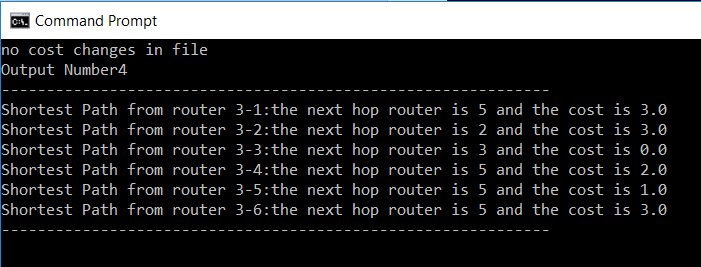 Command Prompt
no cost changes in file
Output Number4
-------------------------------------------------------------
Shortest Path from router 3-1:the next hop router is 5 and the cost is 3.0
Shortest Path from router 3-2:the next hop router is 2 and the cost is 3.0
Shortest Path from router 3-3:the next hop router is 3 and the cost is 0.0
Shortest Path from router 3-4:the next hop router is 5 and the cost is 2.0
Shortest Path from router 3-5:the next hop router is 5 and the cost is 1.0
Shortest Path from router 3-6:the next hop router is 5 and the cost is 3.0
-------------------------------------------------------------